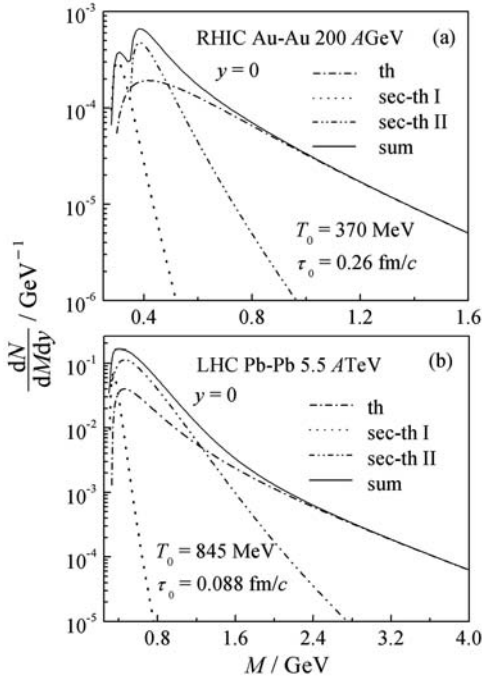 10⁻³
RHIC Au-Au 200 AGeV (a)
y = 0
th
sec-th I
sec-th II
sum
10⁻⁴
10⁻⁵
T₀ = 370 MeV
τ₀ = 0.26 fm/c
10⁻⁶
0.4 0.8 1.2 1.6
dN/dMdy / GeV⁻¹
10⁻¹
LHC Pb-Pb 5.5 ATeV (b)
y = 0
th
sec-th I
sec-th II
sum
10⁻²
10⁻³
10⁻⁴
T₀ = 845 MeV
τ₀ = 0.088 fm/c
10⁻⁵
0.8 1.6 2.4 3.2 4.0
M / GeV